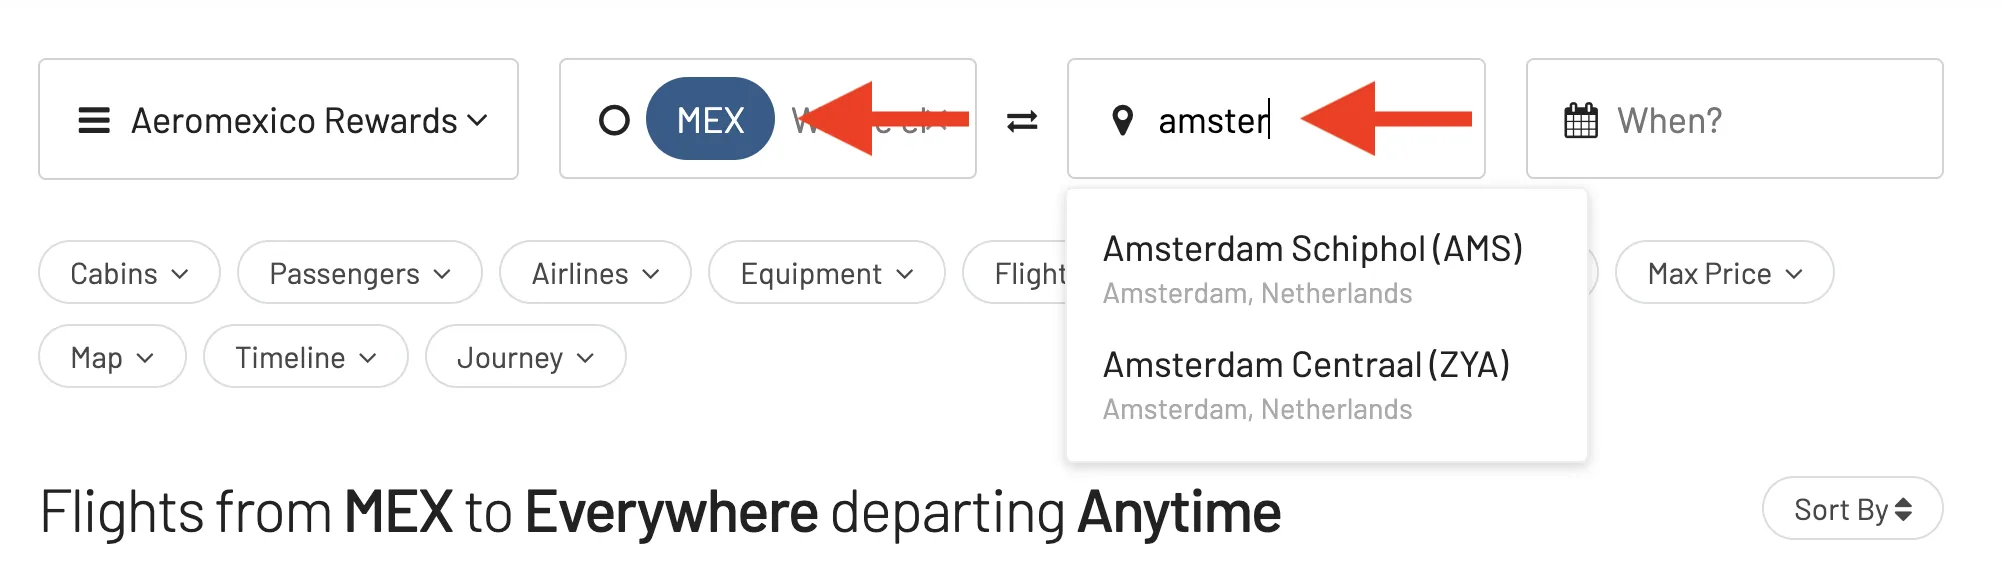 Aeromexico Rewards
MEX
amster
When?
Amsterdam Schiphol (AMS)
Amsterdam, Netherlands
Amsterdam Centraal (ZYA)
Amsterdam, Netherlands
Cabins
Passengers
Airlines
Equipment
Flight
Max Price
Map
Timeline
Journey
Flights from MEX to Everywhere departing Anytime
Sort By